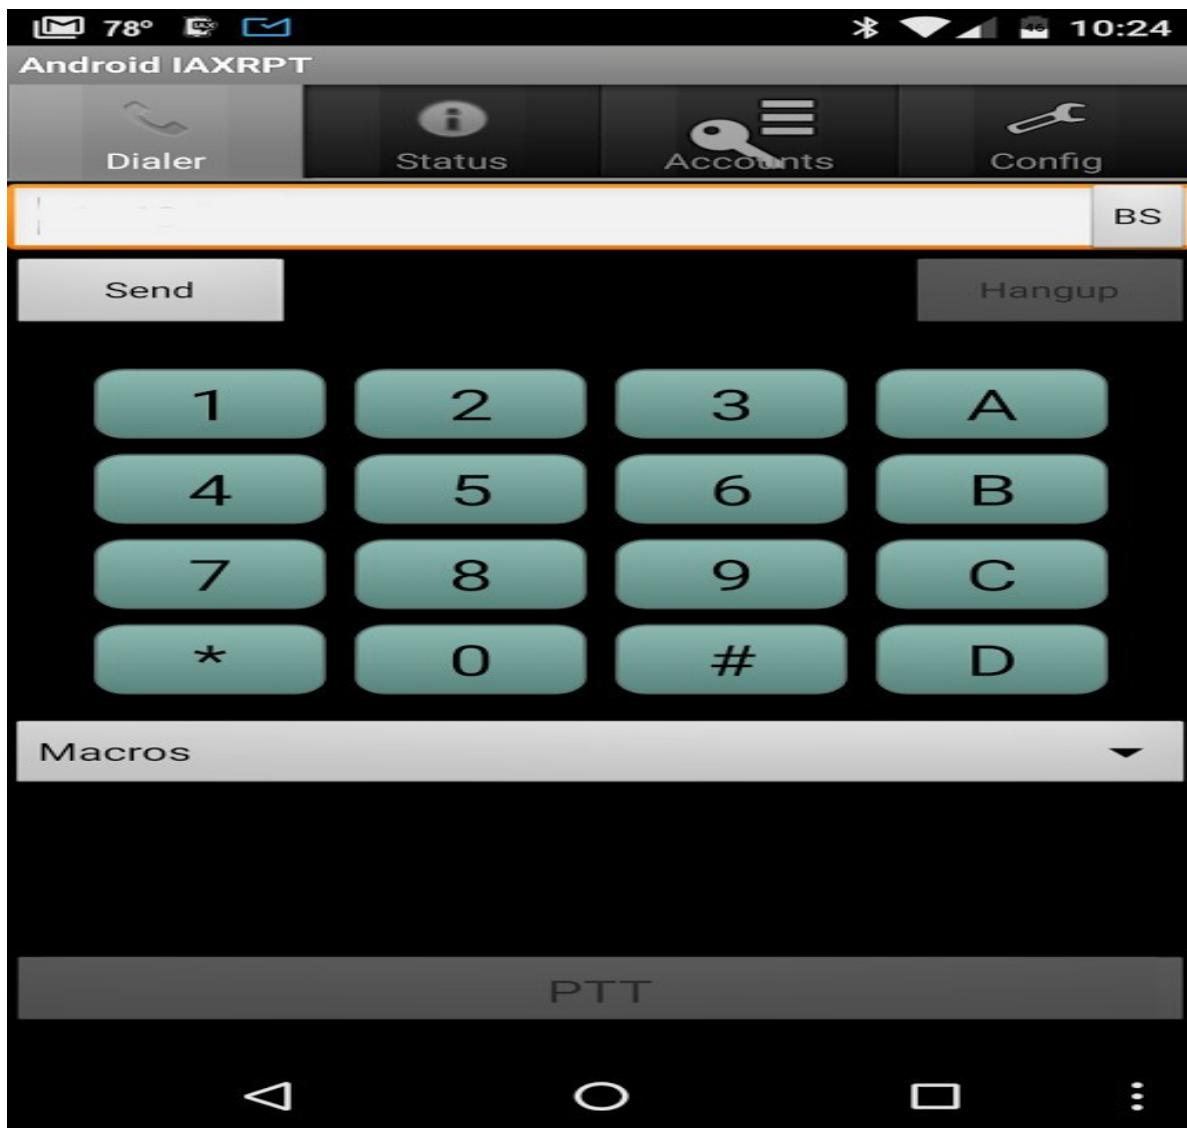 78° 10:24
Android IAXRPT
Dialer Status Accounts Config
BS
Send Hangup
1 2 3 A
4 5 6 B
7 8 9 C
* 0 # D
Macros
PTT